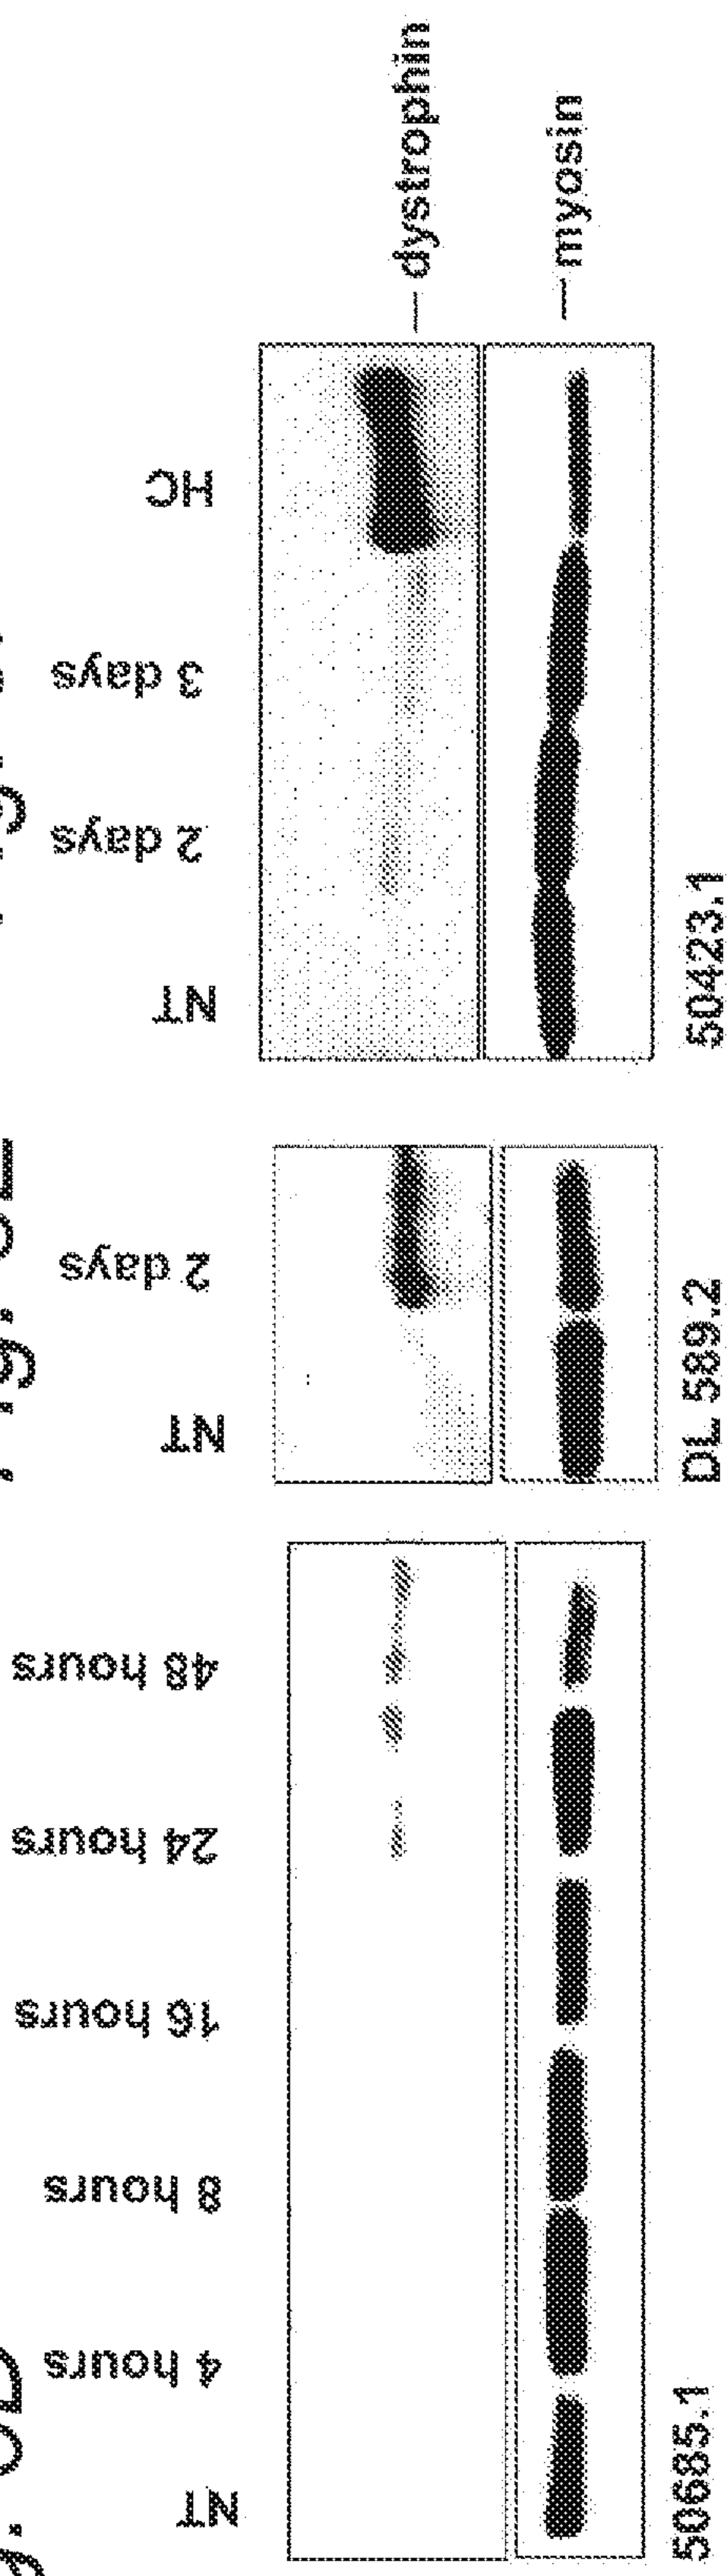 NT
4 hours
8 hours
16 hours
24 hours
48 hours
50685.1
NT
2 days
DL 589.2
NT
2 days
3 days
HC
50423.1
— dystrophin
— myosin